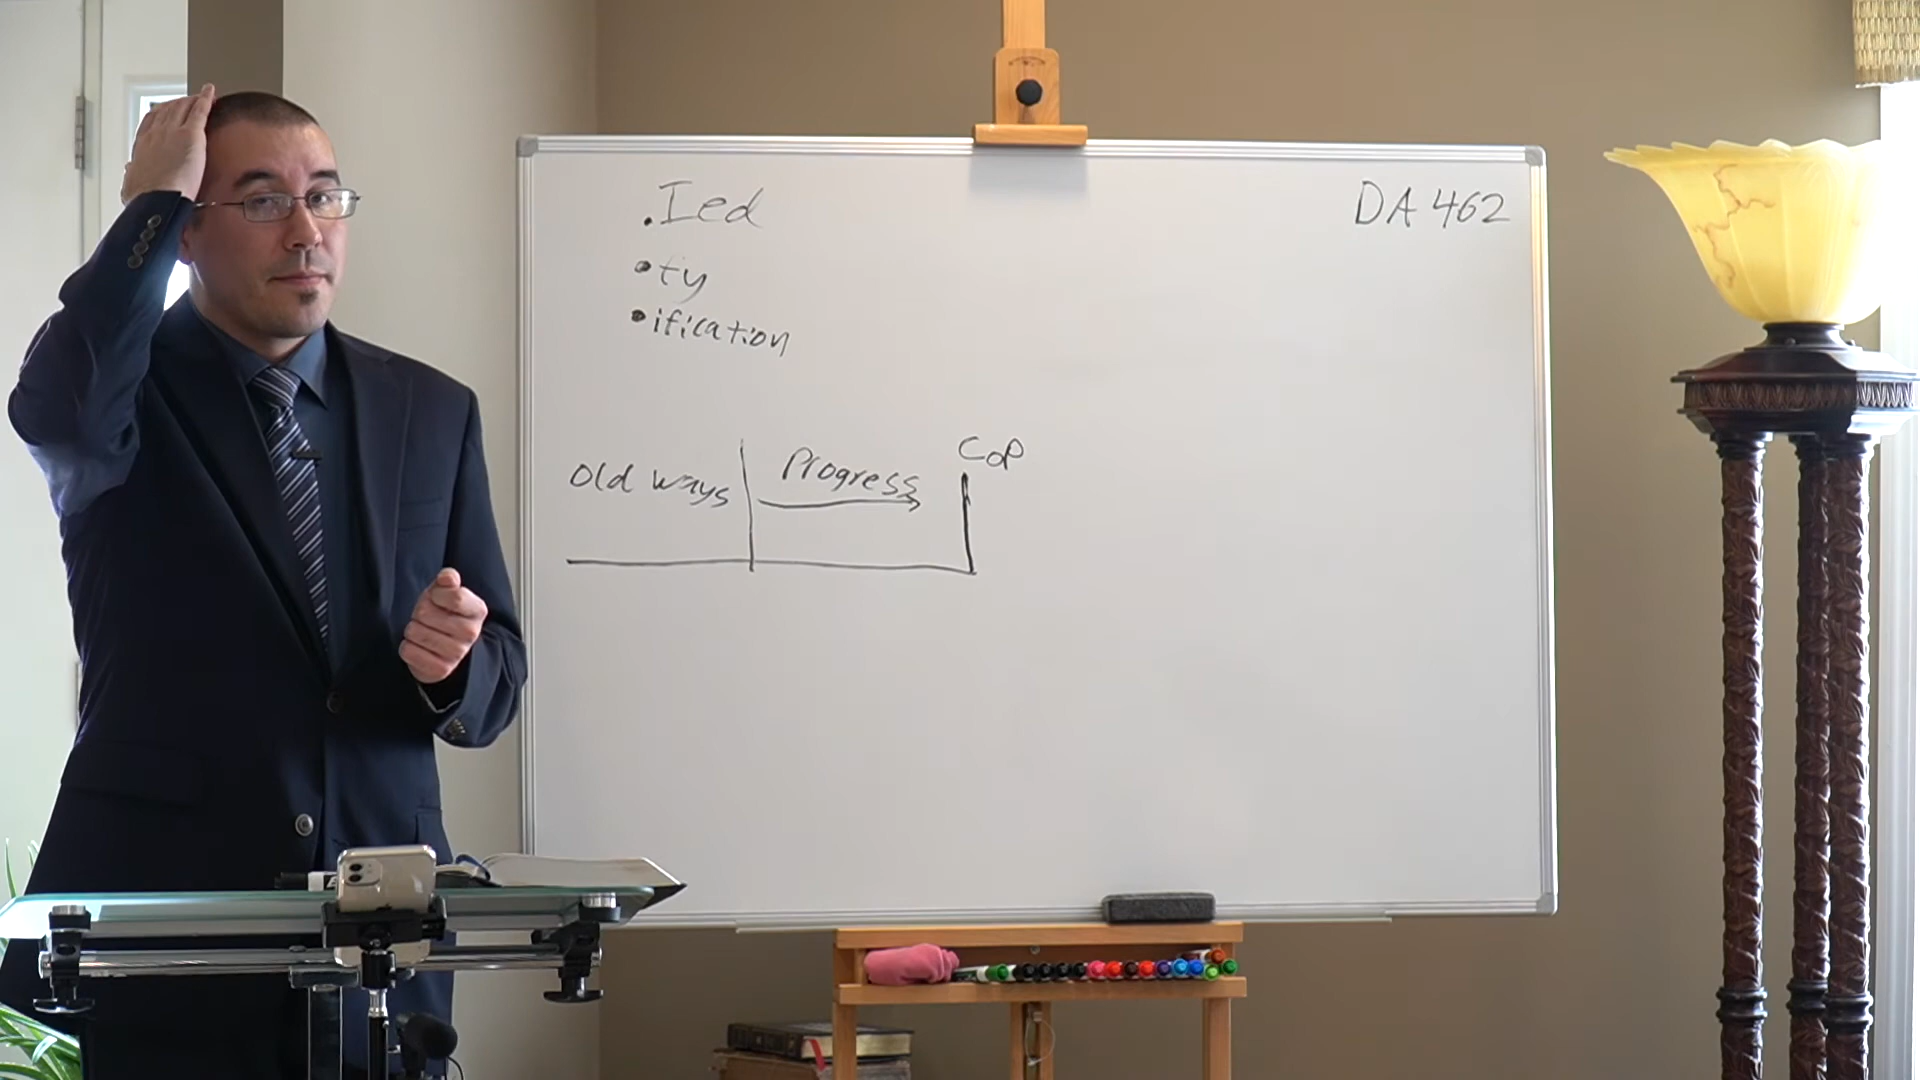 .Ied
DA 462
•ty
•ification
CoP
Old ways
Progress